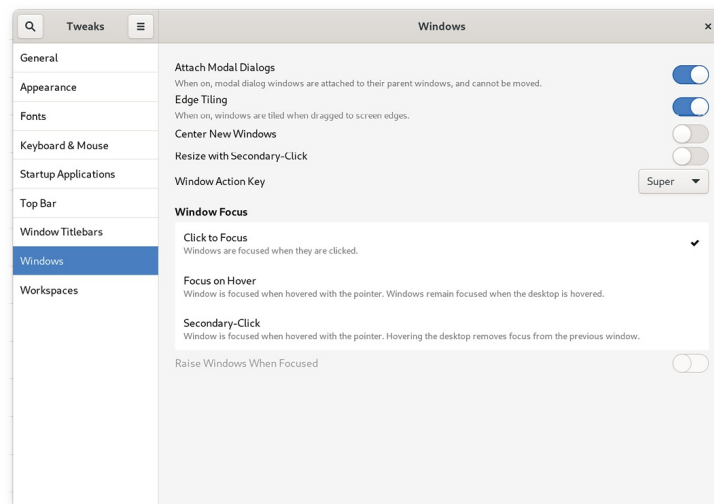 Tweaks
Windows
General
Appearance
Fonts
Keyboard & Mouse
Startup Applications
Top Bar
Window Titlebars
Windows
Workspaces
Attach Modal Dialogs
When on, modal dialog windows are attached to their parent windows, and cannot be moved.
Edge Tiling
When on, windows are tiled when dragged to screen edges.
Center New Windows
Resize with Secondary-Click
Window Action Key
Super
Window Focus
Click to Focus
Windows are focused when they are clicked.
Focus on Hover
Window is focused when hovered with the pointer. Windows remain focused when the desktop is hovered.
Secondary-Click
Window is focused when hovered with the pointer. Hovering the desktop removes focus from the previous window.
Raise Windows When Focused